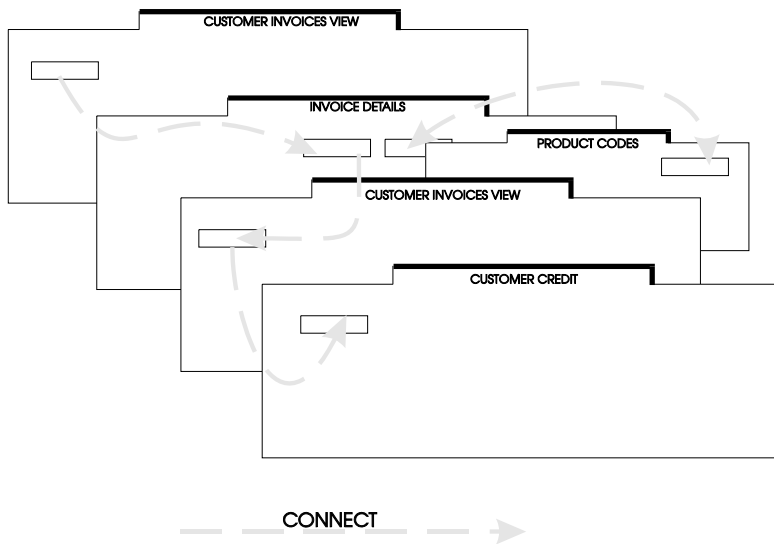 CUSTOMER INVOICES VIEW
INVOICE DETAILS
PRODUCT CODES
CUSTOMER INVOICES VIEW
CUSTOMER CREDIT
CONNECT